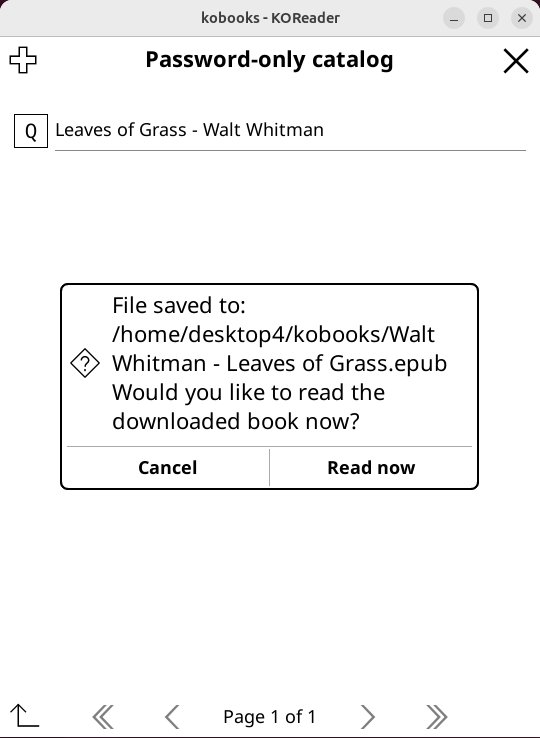 kobooks - KOReader
Password-only catalog
Q Leaves of Grass - Walt Whitman
File saved to:
/home/desktop4/kobooks/Walt
Whitman - Leaves of Grass.epub
Would you like to read the
downloaded book now?
Cancel Read now
Page 1 of 1